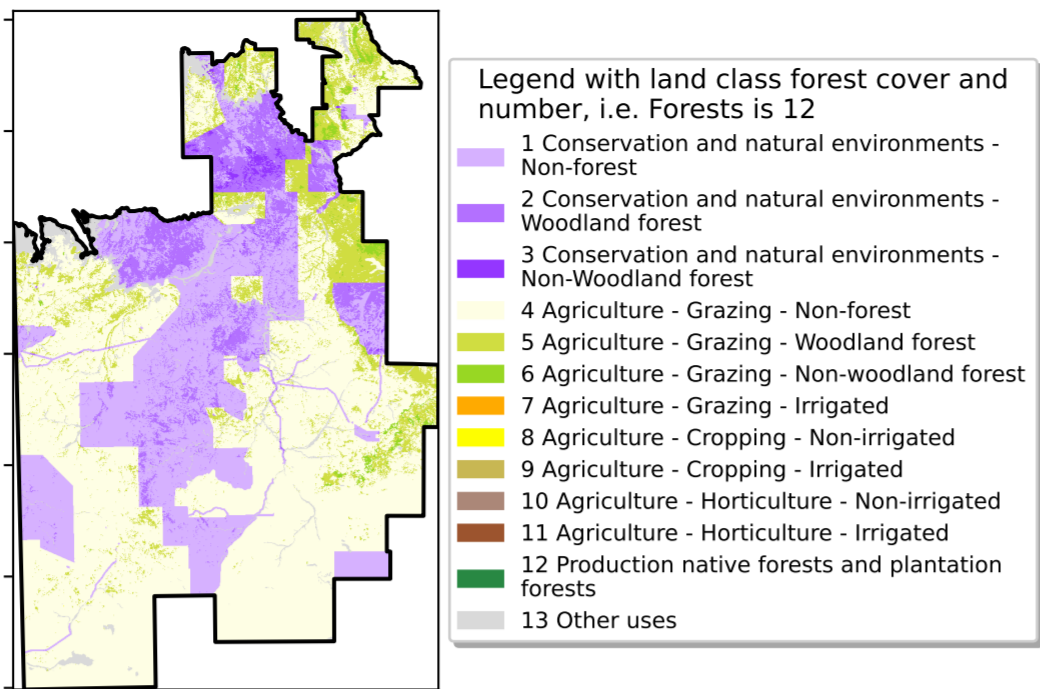 Legend with land class forest cover and
number, i.e. Forests is 12
1 Conservation and natural environments -
Non-forest
2 Conservation and natural environments -
Woodland forest
3 Conservation and natural environments -
Non-Woodland forest
4 Agriculture - Grazing - Non-forest
5 Agriculture - Grazing - Woodland forest
6 Agriculture - Grazing - Non-woodland forest
7 Agriculture - Grazing - Irrigated
8 Agriculture - Cropping - Non-irrigated
9 Agriculture - Cropping - Irrigated
10 Agriculture - Horticulture - Non-irrigated
11 Agriculture - Horticulture - Irrigated
12 Production native forests and plantation
forests
13 Other uses